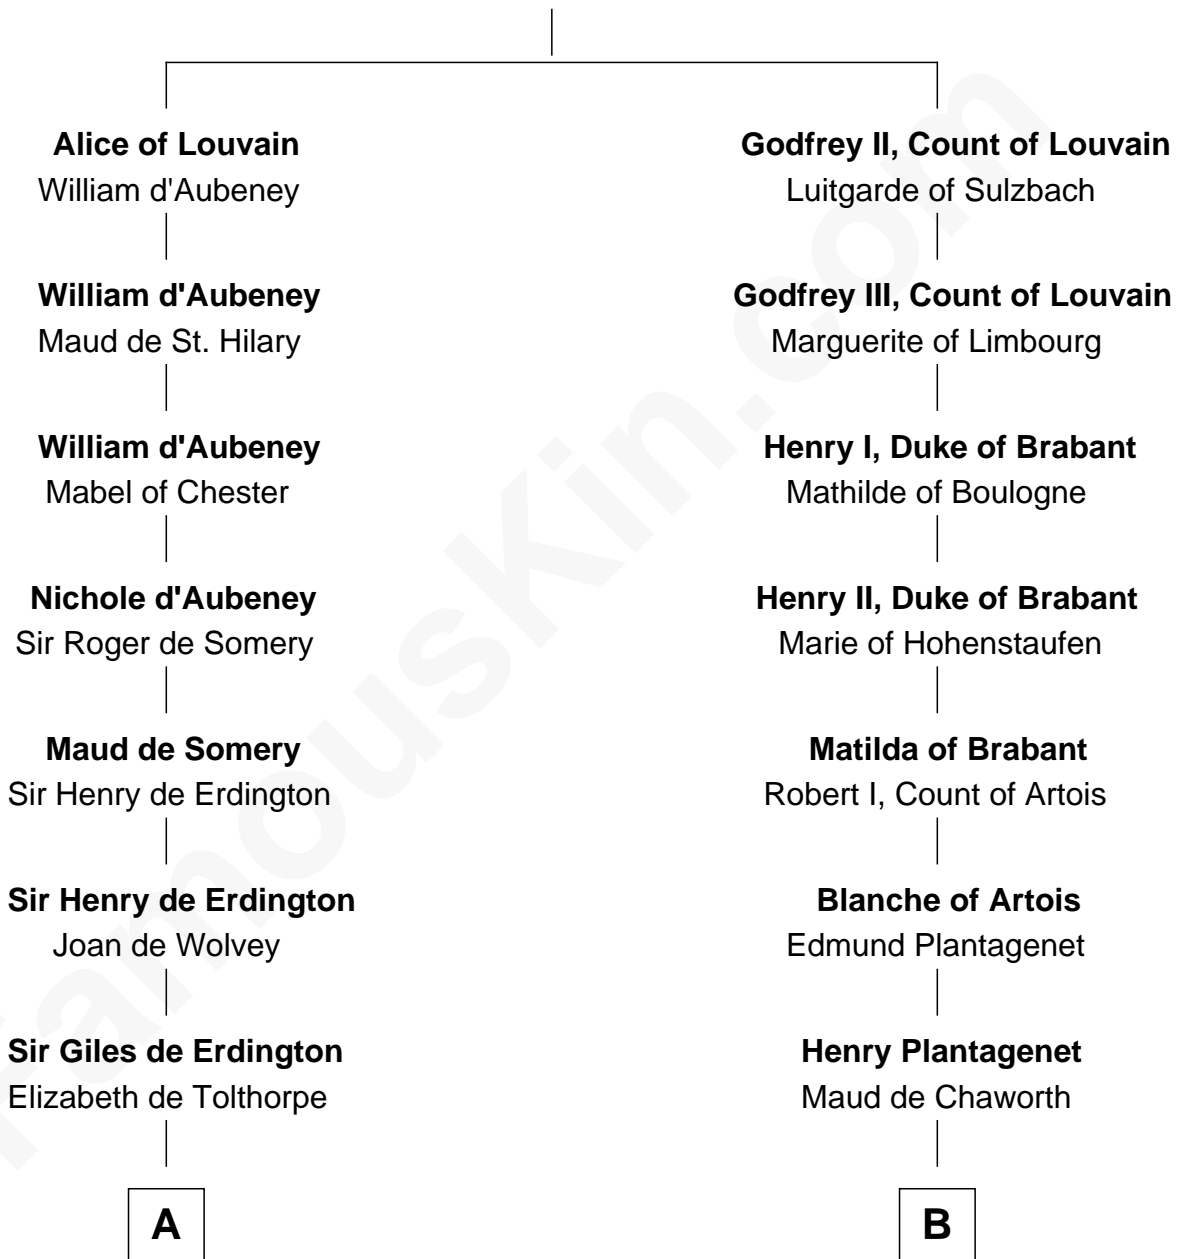 Alice of Louvain
William d'Aubeney
William d'Aubeney
Maud de St. Hilary
William d'Aubeney
Mabel of Chester
Nichole d'Aubeney
Sir Roger de Somery
Maud de Somery
Sir Henry de Erdington
Sir Henry de Erdington
Joan de Wolvey
Sir Giles de Erdington
Elizabeth de Tolthorpe
A
Godfrey II, Count of Louvain
Luitgarde of Sulzbach
Godfrey III, Count of Louvain
Marguerite of Limbourg
Henry I, Duke of Brabant
Mathilde of Boulogne
Henry II, Duke of Brabant
Marie of Hohenstaufen
Matilda of Brabant
Robert I, Count of Artois
Blanche of Artois
Edmund Plantagenet
Henry Plantagenet
Maud de Chaworth
B
FamousKin.com